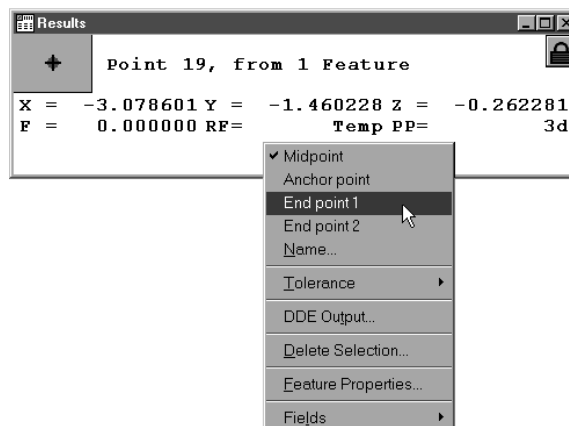 Results
Point 19, from 1 Feature
X = -3.078601 Y = -1.460228 Z = -0.262281
F = 0.000000 RF= Temp PP= 3d
Midpoint
Anchor point
End point 1
End point 2
Name...
Tolerance
DDE Output...
Delete Selection...
Feature Properties...
Fields